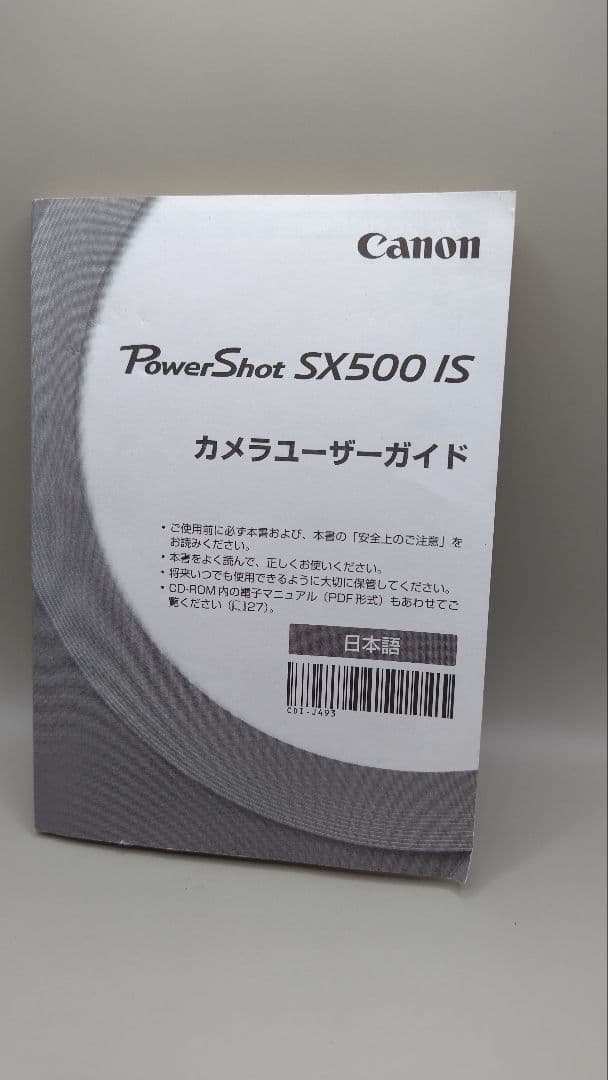 Canon
PowerShot SX500 IS
カメラユーザーガイド
・ご使用前に必ず本書および、本書の「安全上のご注意」を
お読みください。
・本書をよく読んで、正しくお使いください。
・将来いつでも使用できるように大切に保管してください。
・CD-ROM内の電子マニュアル（PDF形式）もあわせてご
覧ください（📖27）。
日本語
CDI-J493